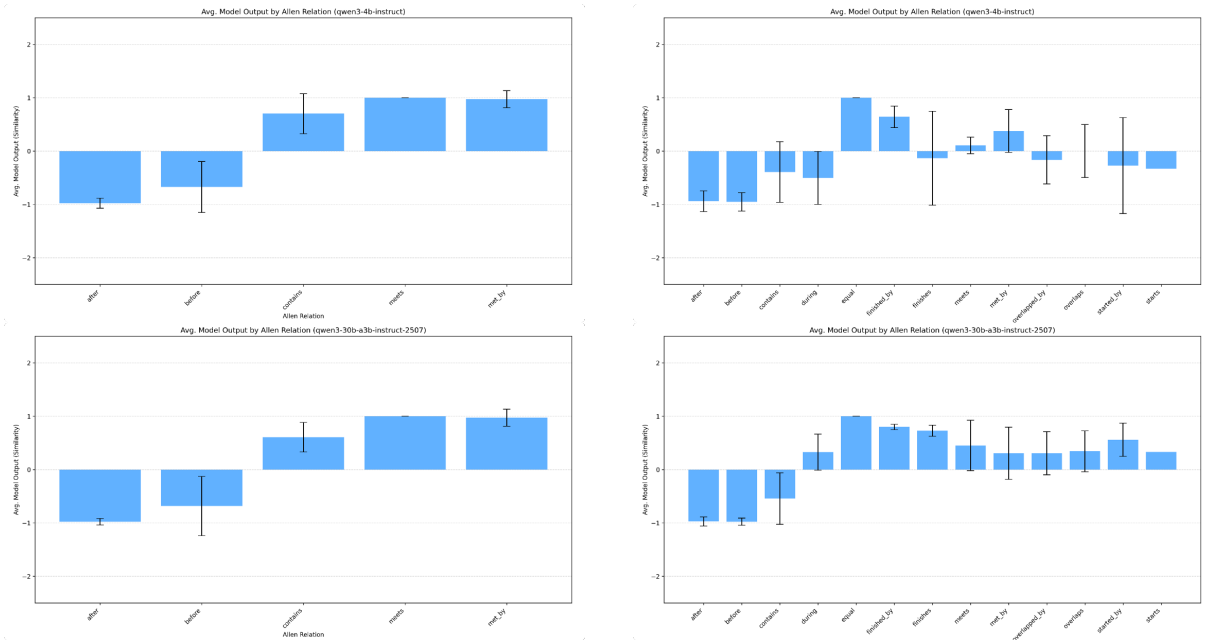 Avg. Model Output by Allen Relation (qwen3-4b-instruct)
Avg. Model Output (Similarity)
2
1
0
−1
−2
after
before
contains
meets
met_by
Allen Relation
Avg. Model Output by Allen Relation (qwen3-4b-instruct)
Avg. Model Output (Similarity)
2
1
0
−1
−2
after
before
contains
during
equal
finished_by
finishes
meets
met_by
overlapped_by
overlaps
started_by
starts
Avg. Model Output by Allen Relation (qwen3-30b-a3b-instruct-2507)
Avg. Model Output (Similarity)
2
1
0
−1
−2
after
before
contains
meets
met_by
Allen Relation
Avg. Model Output by Allen Relation (qwen3-30b-a3b-instruct-2507)
Avg. Model Output (Similarity)
2
1
0
−1
−2
after
before
contains
during
equal
finished_by
finishes
meets
met_by
overlapped_by
overlaps
started_by
starts